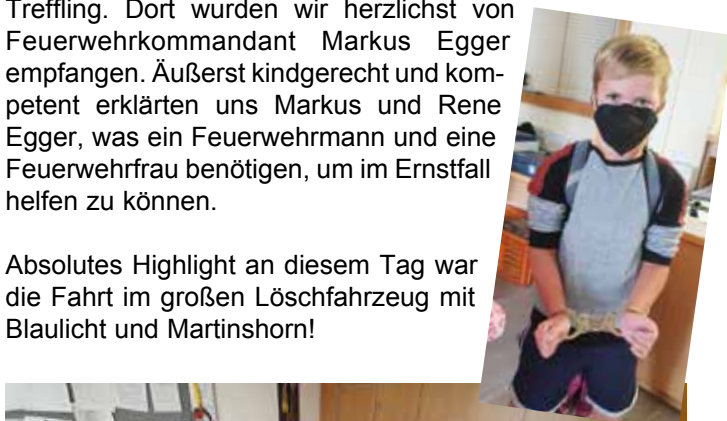 Treffling. Dort wurden wir herzlichst von
Feuerwehrkommandant Markus Egger
empfangen. Äußerst kindgerecht und kom-
petent erklärten uns Markus und Rene
Egger, was ein Feuerwehrmann und eine
Feuerwehrfrau benötigen, um im Ernstfall
helfen zu können.
Absolutes Highlight an diesem Tag war
die Fahrt im großen Löschfahrzeug mit
Blaulicht und Martinshorn!